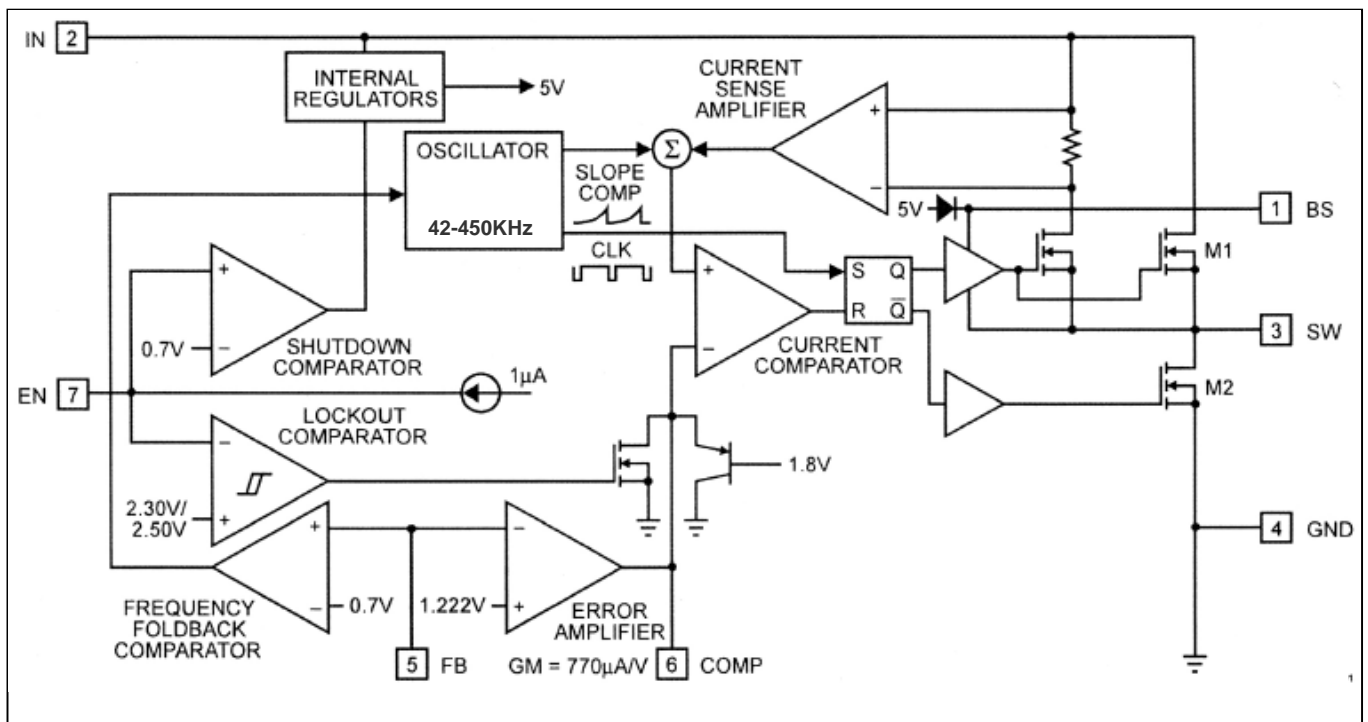 IN 2
INTERNAL
REGULATORS
5V
CURRENT
SENSE
AMPLIFIER
+
−
OSCILLATOR
42-450KHz
Σ
SLOPE
COMP
CLK
5V
1 BS
M1
+
0.7V −
SHUTDOWN
COMPARATOR
+
−
CURRENT
COMPARATOR
S Q
R Q̅
3 SW
M2
EN 7
1µA
LOCKOUT
COMPARATOR
−
2.30V/
2.50V +
1.8V
4 GND
+
− 0.7V
FREQUENCY
FOLDBACK
COMPARATOR
−
1.222V +
ERROR
AMPLIFIER
5 FB
GM = 770µA/V
6 COMP
1